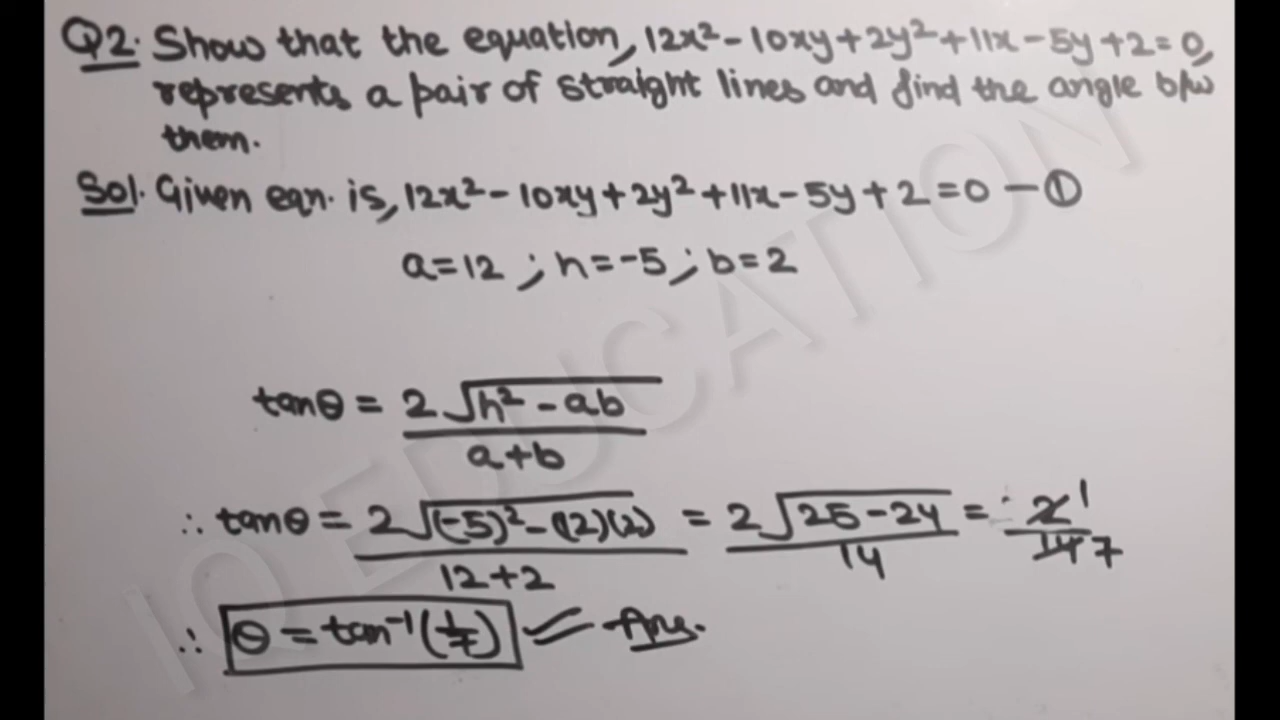 Q2. Show that the equation, 12x² - 10xy + 2y² + 11x - 5y + 2 = 0,
represents a pair of straight lines and find the angle b/w
them.
Sol. Given eqn. is, 12x² - 10xy + 2y² + 11x - 5y + 2 = 0 — ①
a = 12 ; h = -5 ; b = 2
tanθ = 2√(h² - ab) / a+b
∴ tanθ = 2√((-5)² - (12)(2)) / 12+2 = 2√(25-24) / 14 = 2 1 / 14 7
∴ θ = tan⁻¹(1/7) Ans.
IQ EDUCATION